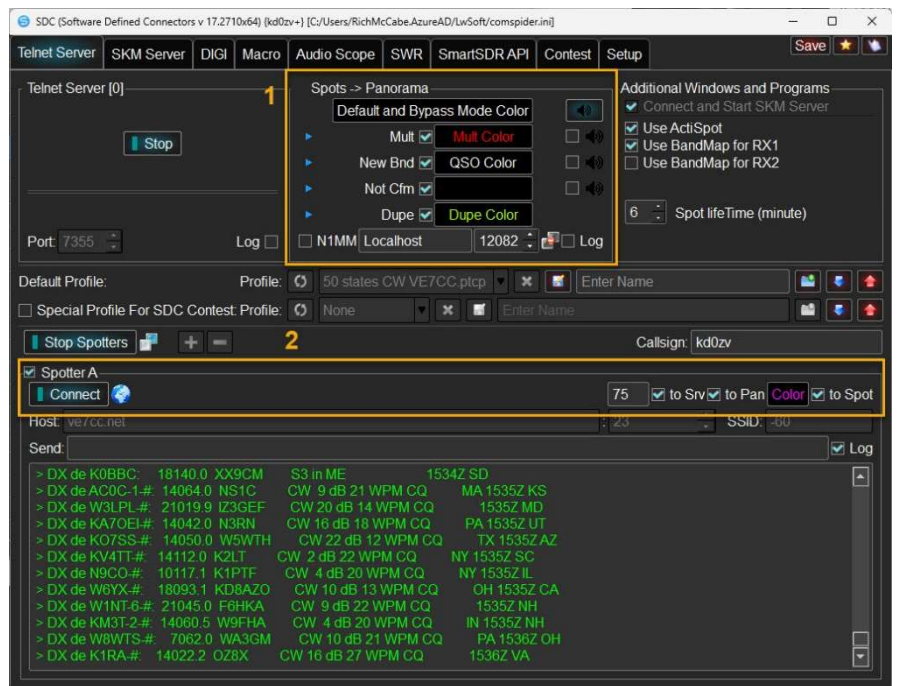 SDC (Software Defined Connectors v 17.2710x64) {kd0zv+} [C:/Users/RichMcCabe.AzureAD/LwSoft/comspider.ini]
Telnet Server SKM Server DIGI Macro Audio Scope SWR SmartSDR API Contest Setup Save
Telnet Server [0] 1 Spots -> Panorama Additional Windows and Programs
Default and Bypass Mode Color Connect and Start SKM Server
Stop Mult Mult Color Use ActiSpot
New Bnd QSO Color Use BandMap for RX1
Use BandMap for RX2
Not Cfm
Dupe Dupe Color 6 Spot lifeTime (minute)
Port: 7355 Log N1MM Localhost 12082 Log
Default Profile: Profile: 50 states CW VE7CC.ptcp Enter Name
Special Profile For SDC Contest: Profile: None Enter Name
Stop Spotters + - 2 Callsign: kd0zv
Spotter A
Connect 75 to Srv to Pan Color to Spot
Host: ve7cc.net : 23 SSID: -60
Send: Log
> DX de K0BBC: 18140.0 XX9CM S3 in ME 1534Z SD
> DX de AC0C-1-#: 14064.0 NS1C CW 9 dB 21 WPM CQ MA 1535Z KS
> DX de W3LPL-#: 21019.9 IZ3GEF CW 20 dB 14 WPM CQ 1535Z MD
> DX de KA7OEI-#: 14042.0 N3RN CW 16 dB 18 WPM CQ PA 1535Z UT
> DX de KO7SS-#: 14050.0 W5WTH CW 22 dB 12 WPM CQ TX 1535Z AZ
> DX de KV4TT-#: 14112.0 K2LT CW 2 dB 22 WPM CQ NY 1535Z SC
> DX de N9CO-#: 10117.1 K1PTF CW 4 dB 20 WPM CQ NY 1535Z IL
> DX de W6YX-#: 18093.1 KD8AZO CW 10 dB 13 WPM CQ OH 1535Z CA
> DX de W1NT-6-#: 21045.0 F6HKA CW 9 dB 22 WPM CQ 1535Z NH
> DX de KM3T-4-#: 14060.5 W9FHA CW 4 dB 20 WPM CQ IN 1535Z NH
> DX de W8WTS-#: 7062.0 WA3GM CW 10 dB 21 WPM CQ PA 1536Z OH
> DX de K1RA-#: 14022.2 OZ8X CW 16 dB 27 WPM CQ 1536Z VA